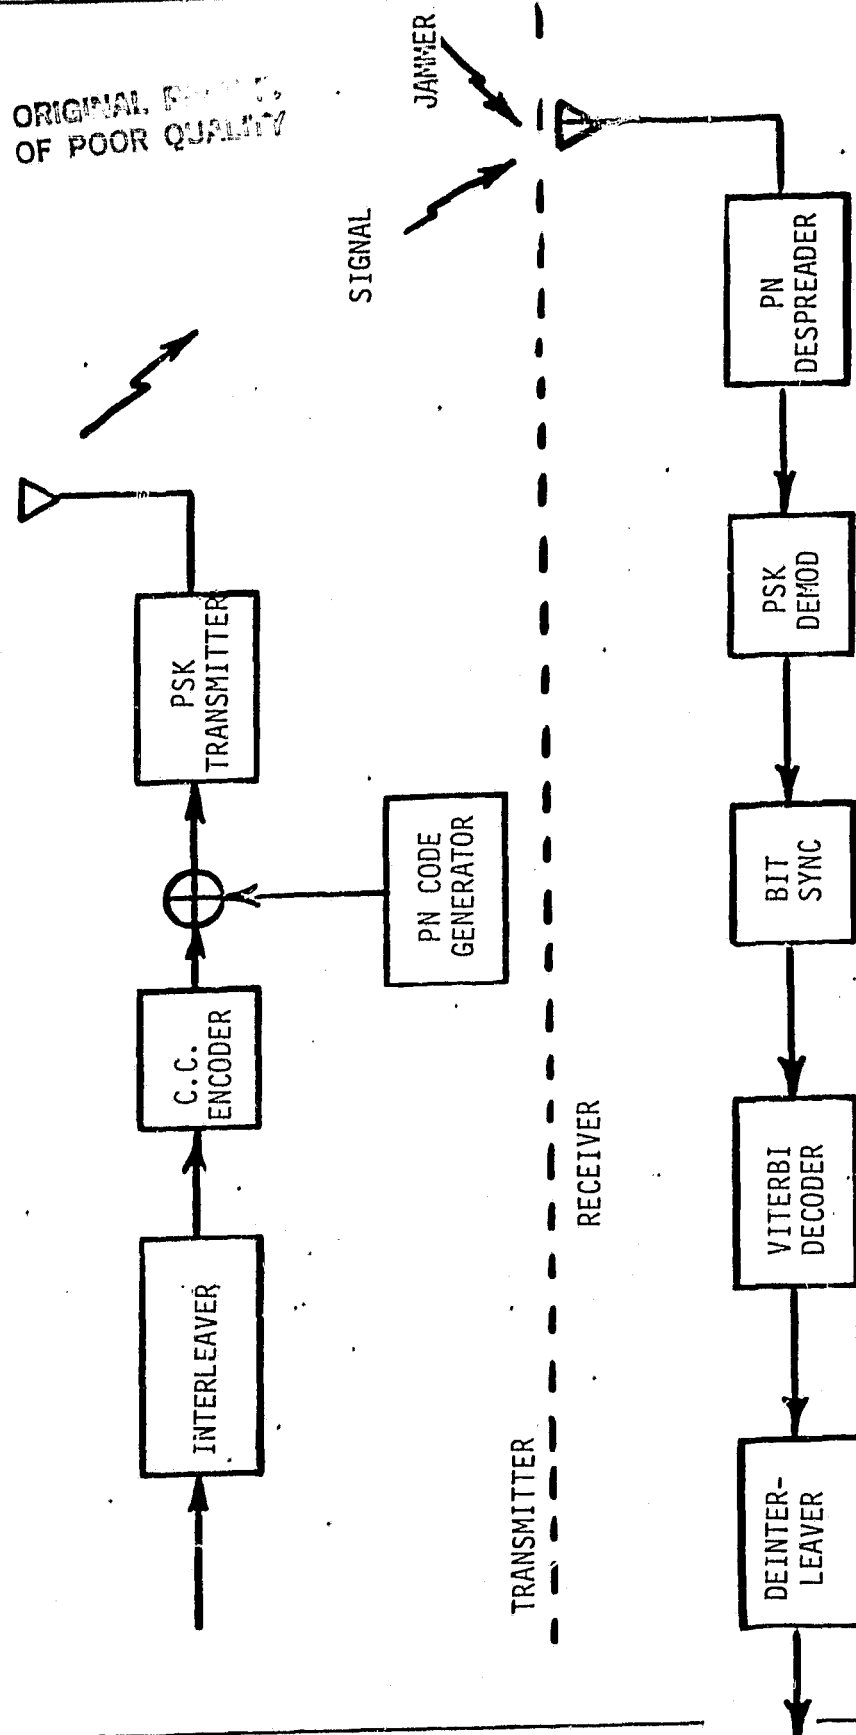 ORIGINAL
OF POOR QUALITY
INTERLEAVER
C.C.
ENCODER
PN CODE
GENERATOR
PSK
TRANSMITTER
SIGNAL
JAMMER
TRANSMITTER
RECEIVER
PN
DESPREADER
PSK
DEMOD
BIT
SYNC
VITERBI
DECODER
DEINTER-
LEAVER